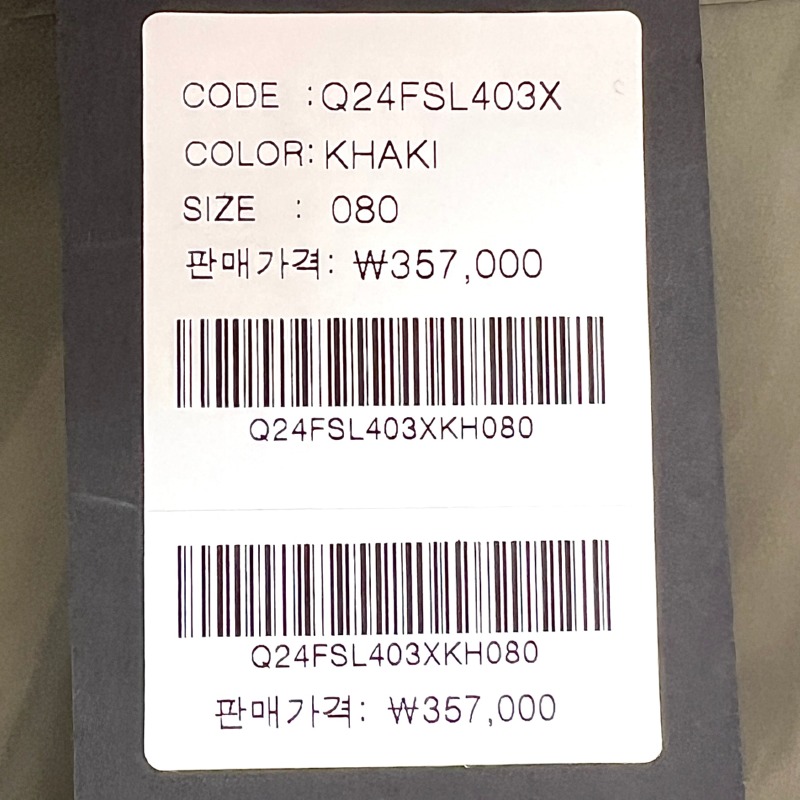 CODE :Q24FSL403X
COLOR: KHAKI
SIZE : 080
판매가격: ₩357,000
Q24FSL403XKH080
Q24FSL403XKH080
판매가격: ₩357,000